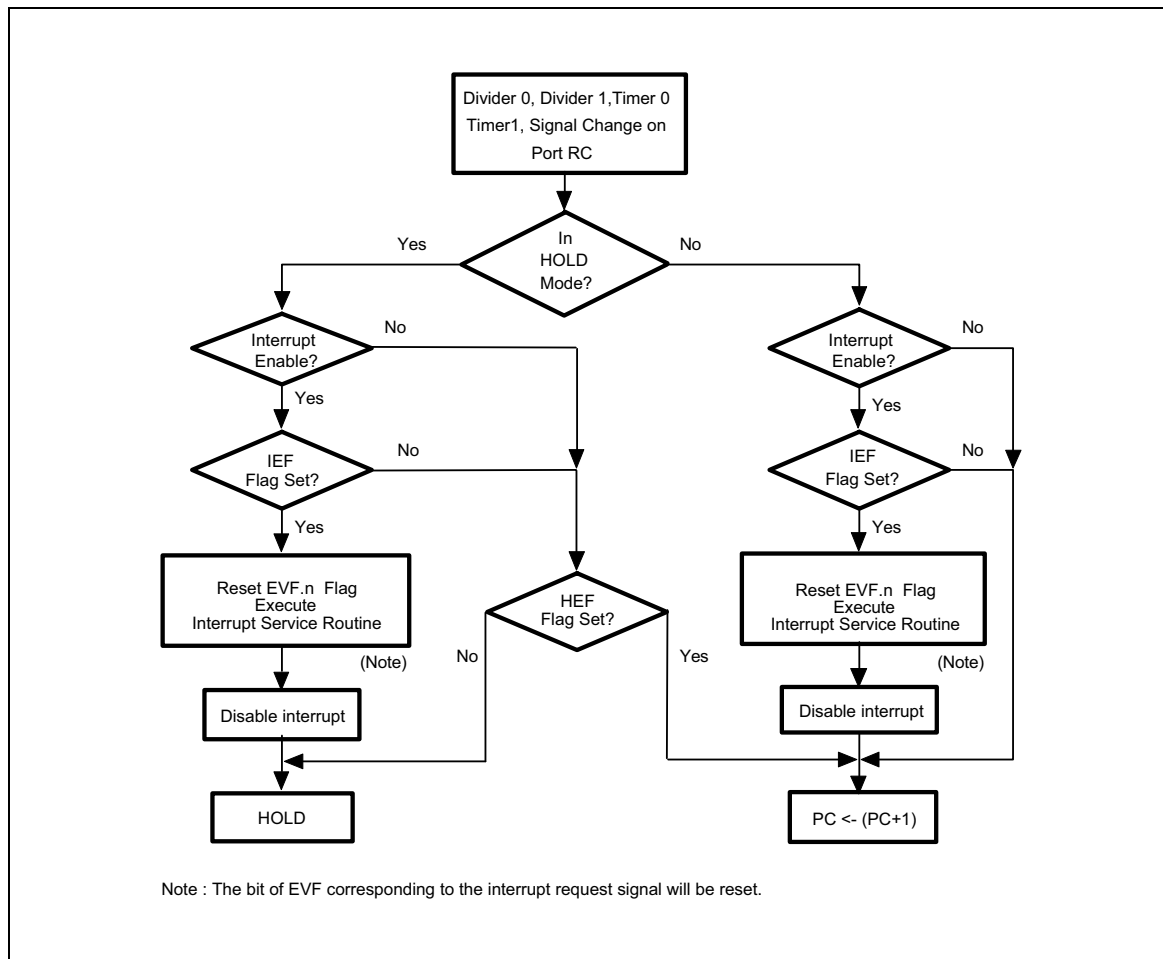 Divider 0, Divider 1,Timer 0
Timer1, Signal Change on
Port RC
In
HOLD
Mode?
Yes
No
Interrupt
Enable?
No
Yes
Interrupt
Enable?
No
Yes
IEF
Flag Set?
No
Yes
IEF
Flag Set?
No
Yes
Reset EVF.n Flag
Execute
Interrupt Service Routine
(Note)
HEF
Flag Set?
No
Yes
Reset EVF.n Flag
Execute
Interrupt Service Routine
(Note)
Disable interrupt
Disable interrupt
HOLD
PC <- (PC+1)
Note : The bit of EVF corresponding to the interrupt request signal will be reset.